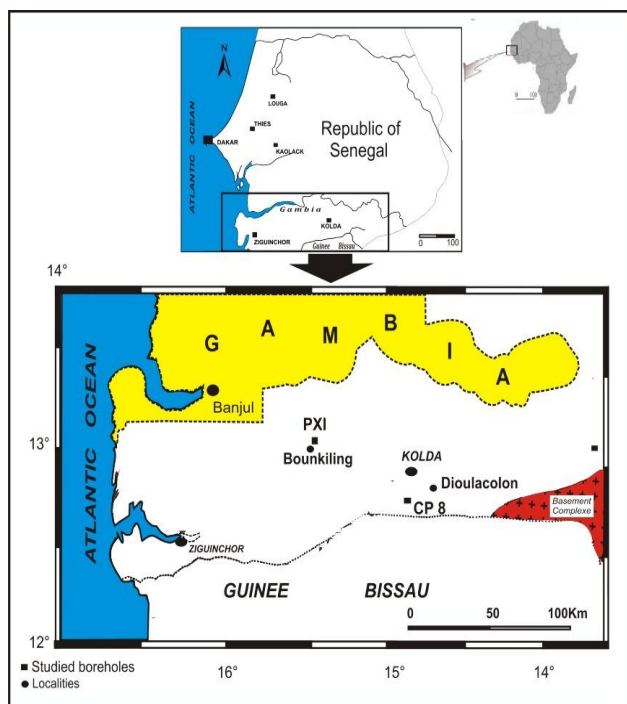 N
ATLANTIC OCEAN
LOUGA
THIES
DAKAR
KAOLACK
Republic of
Senegal
Gambia
KOLDA
ZIGUINCHOR
Guinee Bissau
0 100
14°
G A M B I A
Banjul
ATLANTIC OCEAN
PXI
13°
Bounkiling
KOLDA
Dioulacolon
CP 8
Basement
Complexe
ZIGUINCHOR
GUINEE BISSAU
0 50 100Km
12°
■ Studied boreholes
● Localities
16° 15° 14°